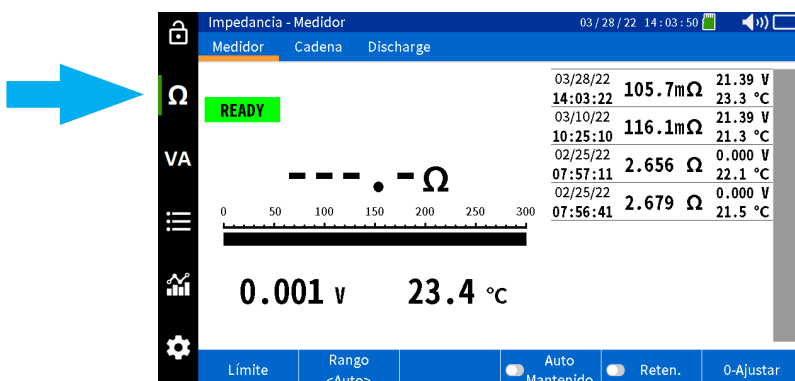 Impedancia - Medidor 03/28/22 14:03:50
Medidor Cadena Discharge
Ω
VA
READY
---.-Ω
0 50 100 150 200 250 300
0.001 V 23.4 °C
03/28/22 14:03:22 105.7mΩ 21.39 V 23.3 °C
03/10/22 10:25:10 116.1mΩ 21.39 V 21.3 °C
02/25/22 07:57:11 2.656 Ω 0.000 V 22.1 °C
02/25/22 07:56:41 2.679 Ω 0.000 V 21.5 °C
Límite
Rango
<Auto>
Auto
Mantenido
Reten.
0-Ajustar